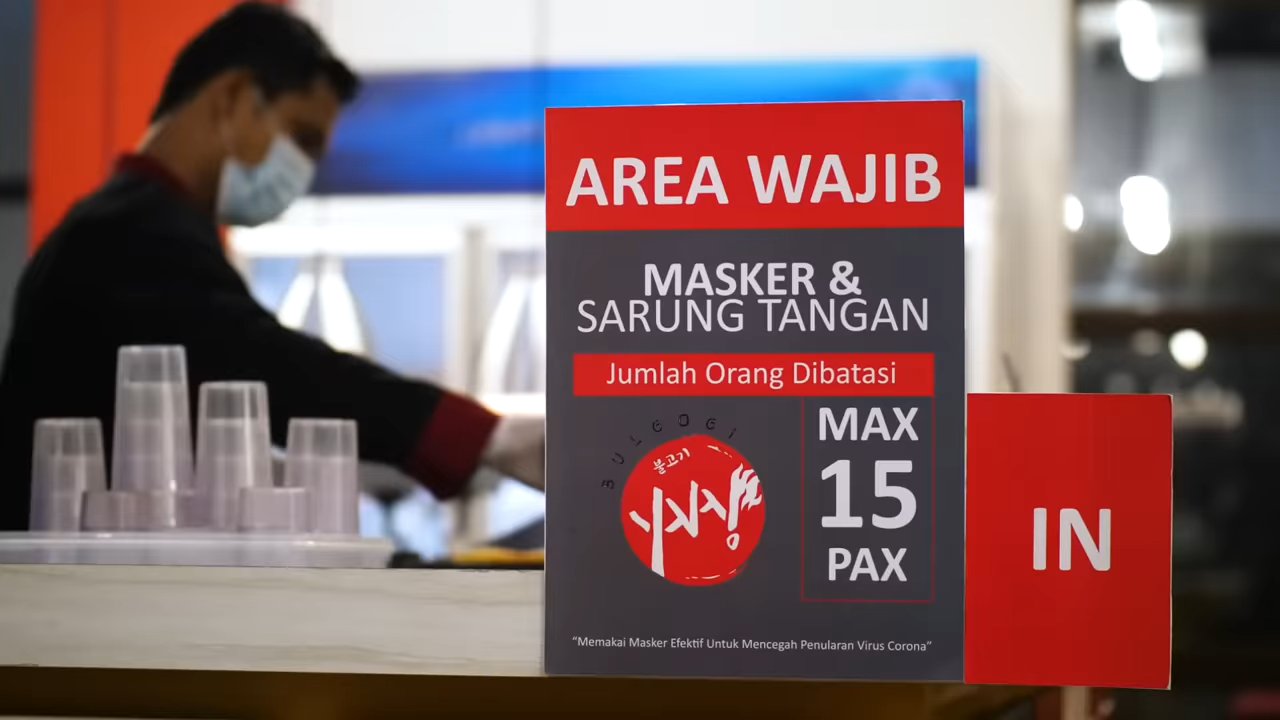 AREA WAJIB
MASKER &
SARUNG TANGAN
Jumlah Orang Dibatasi
BULGOGI
불고기
MAX
15
PAX
"Memakai Masker Efektif Untuk Mencegah Penularan Virus Corona"
IN